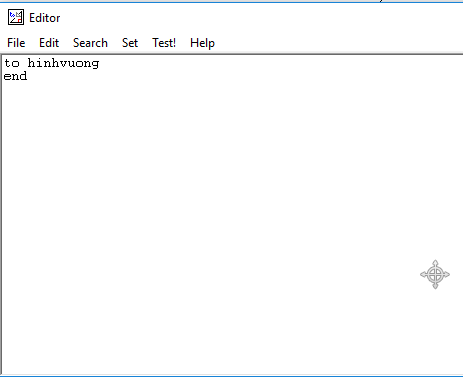 Editor
File Edit Search Set Test! Help
to hinhvuong
end